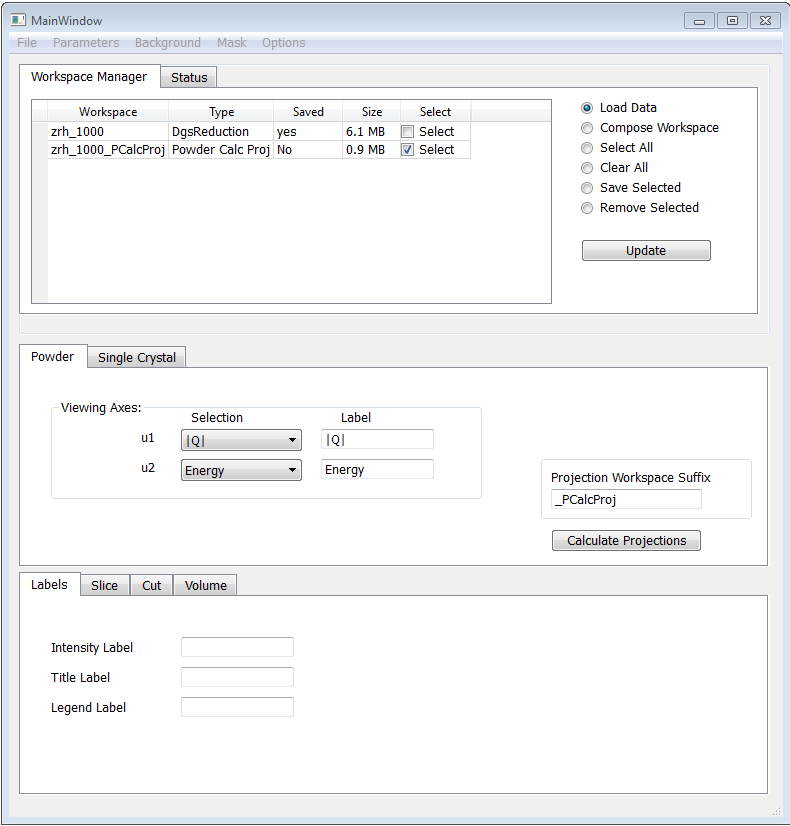 MainWindow
File Parameters Background Mask Options
Workspace Manager Status
Workspace Type Saved Size Select
zrh_1000 DgsReduction yes 6.1 MB Select
zrh_1000_PCalcProj Powder Calc Proj No 0.9 MB Select
Load Data
Compose Workspace
Select All
Clear All
Save Selected
Remove Selected
Update
Powder Single Crystal
Viewing Axes:
Selection Label
u1 |Q| |Q|
u2 Energy Energy
Projection Workspace Suffix
_PCalcProj
Calculate Projections
Labels Slice Cut Volume
Intensity Label
Title Label
Legend Label